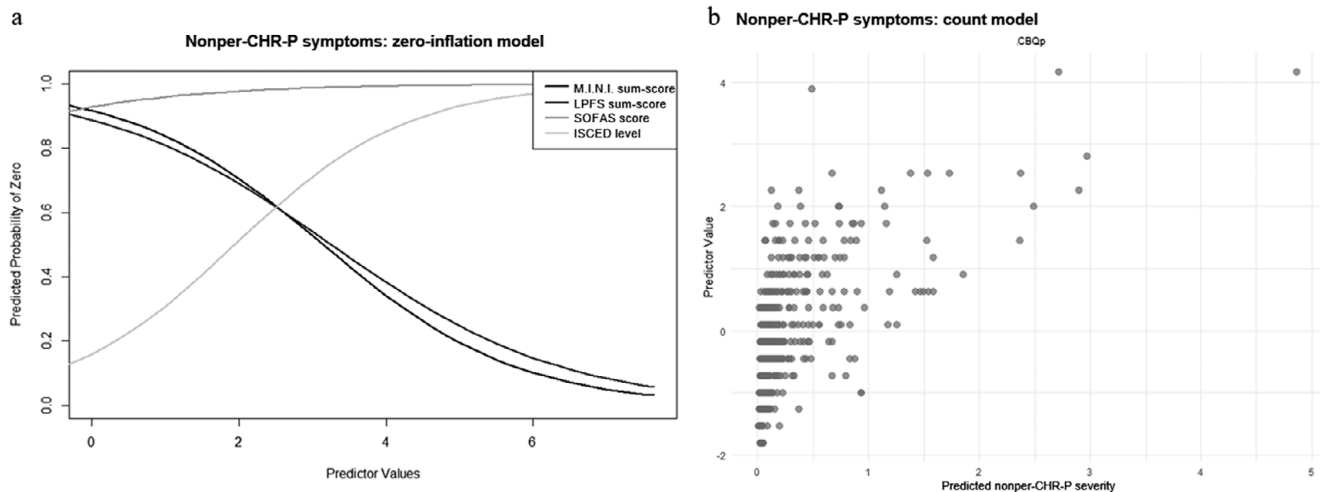 a
Nonper-CHR-P symptoms: zero-inflation model
Predicted Probability of Zero
1.0
0.8
0.6
0.4
0.2
0.0
M.I.N.I. sum-score
LPFS sum-score
SOFAS score
ISCED level
0 2 4 6
Predictor Values
b Nonper-CHR-P symptoms: count model
CBQp
Predictor Value
4
2
0
-2
0 1 2 3 4 5
Predicted nonper-CHR-P severity